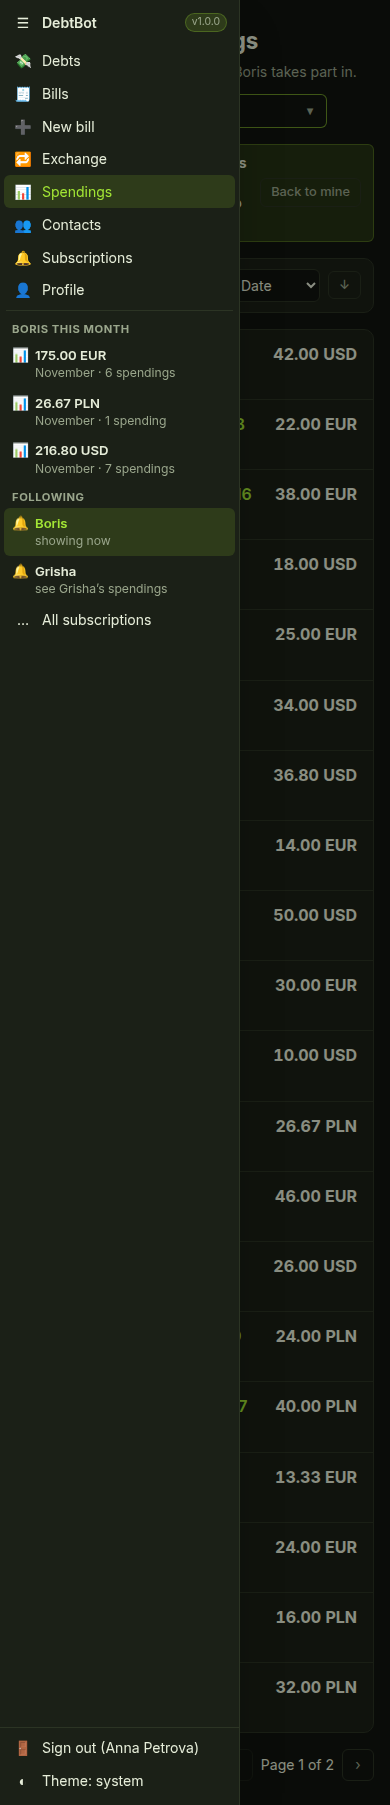 ☰ DebtBot v1.0.0
Debts
Bills
New bill
Exchange
Spendings
Contacts
Subscriptions
Profile
BORIS THIS MONTH
175.00 EUR
November · 6 spendings
26.67 PLN
November · 1 spending
216.80 USD
November · 7 spendings
FOLLOWING
Boris
showing now
Grisha
see Grisha’s spendings
... All subscriptions
Sign out (Anna Petrova)
Theme: system
gs
Boris takes part in.
▾
s
Back to mine
Date ↓
42.00 USD
22.00 EUR
38.00 EUR
18.00 USD
25.00 EUR
34.00 USD
36.80 USD
14.00 EUR
50.00 USD
30.00 EUR
10.00 USD
26.67 PLN
46.00 EUR
26.00 USD
24.00 PLN
7 40.00 PLN
13.33 EUR
24.00 EUR
16.00 PLN
32.00 PLN
Page 1 of 2 ›